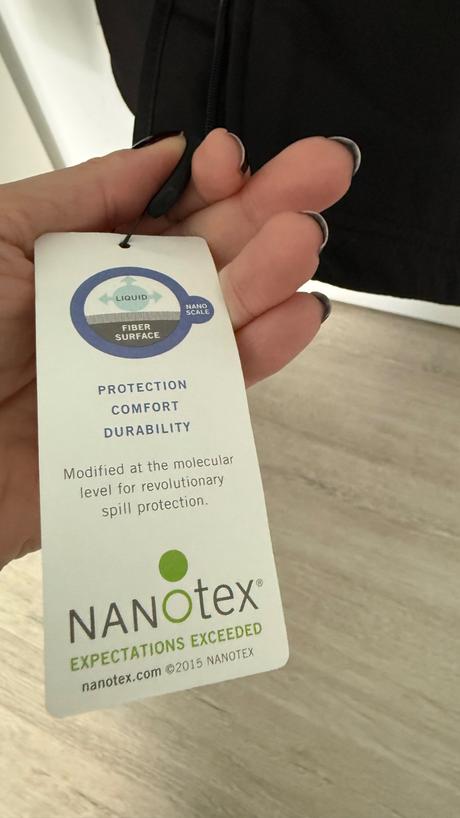 LIQUID
NANO
SCALE
FIBER
SURFACE
PROTECTION
COMFORT
DURABILITY
Modified at the molecular
level for revolutionary
spill protection.
NANOtex®
EXPECTATIONS EXCEEDED
nanotex.com ©2015 NANOTEX